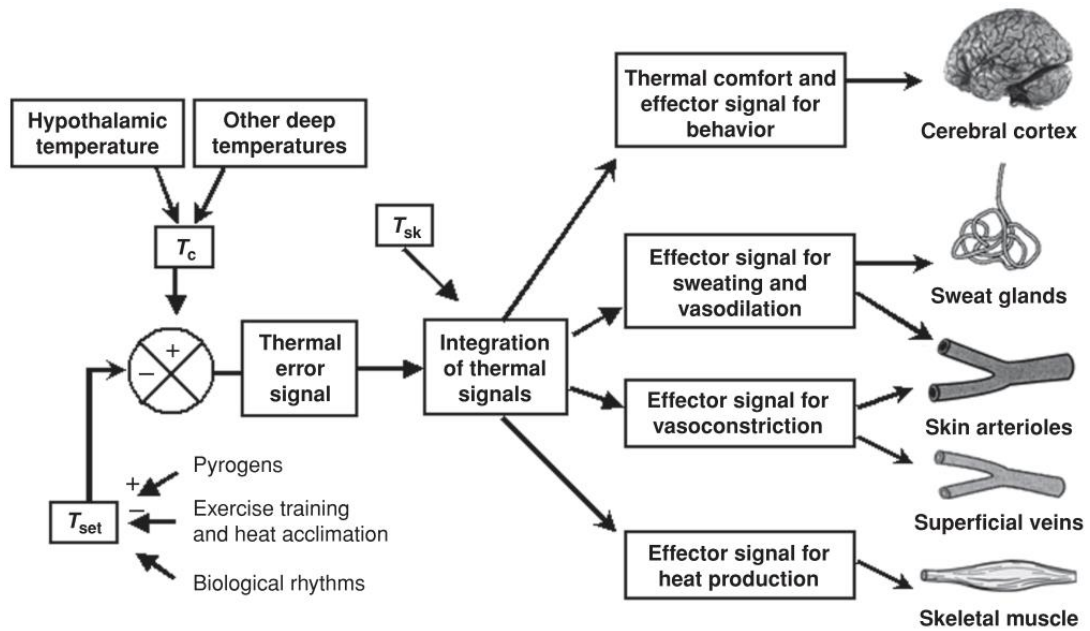 Hypothalamic
temperature
Other deep
temperatures
Tc
+
−
Thermal
error
signal
Tset
+
−
Pyrogens
Exercise training
and heat acclimation
Biological rhythms
Tsk
Integration
of thermal
signals
Thermal comfort and
effector signal for
behavior
Cerebral cortex
Effector signal for
sweating and
vasodilation
Sweat glands
Skin arterioles
Effector signal for
vasoconstriction
Superficial veins
Effector signal for
heat production
Skeletal muscle